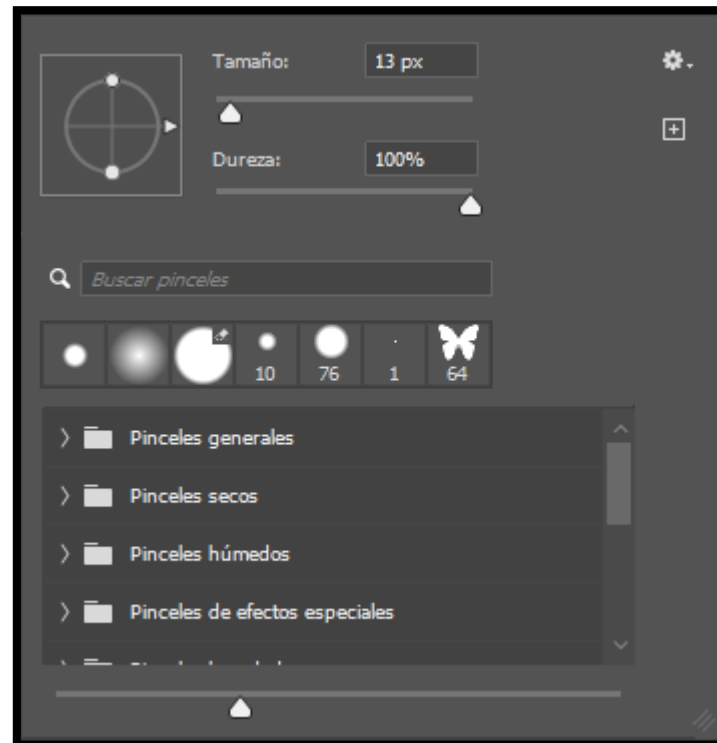 Tamaño: 13 px
Dureza: 100%
Buscar pinceles
10 76 1 64
Pinceles generales
Pinceles secos
Pinceles húmedos
Pinceles de efectos especiales